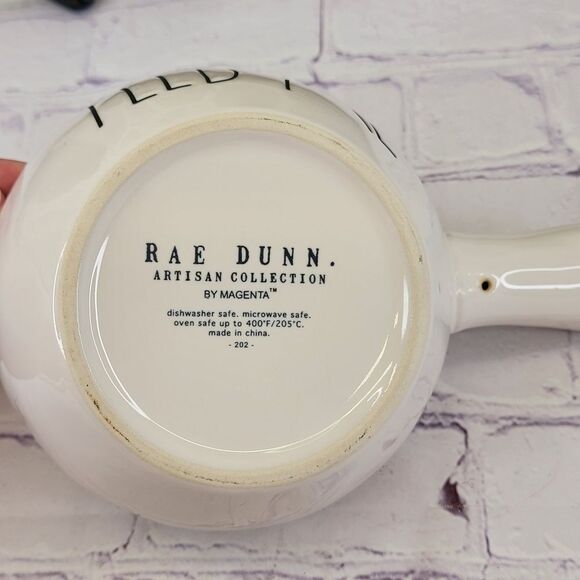 RAE DUNN.
ARTISAN COLLECTION
BY MAGENTA™
dishwasher safe. microwave safe.
oven safe up to 400°F/205°C.
made in china.
- 202 -